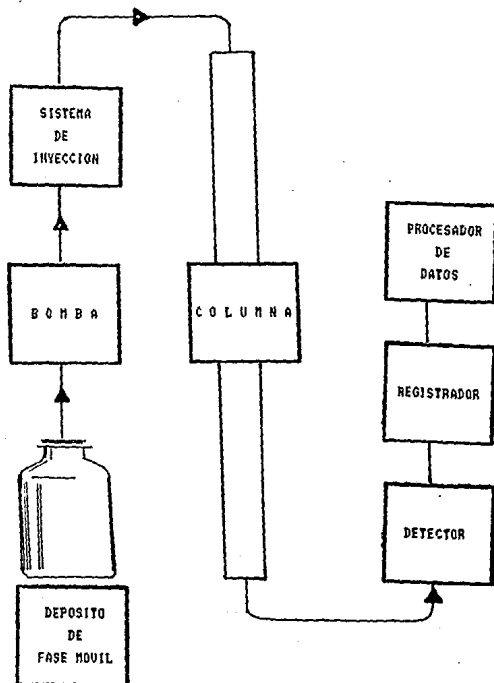 SISTEMA
DE
INYECCION
BOMBA
COLUMNA
PROCESADOR
DE
DATOS
REGISTRADOR
DETECTOR
DEPOSITO
DE
FASE MOVIL